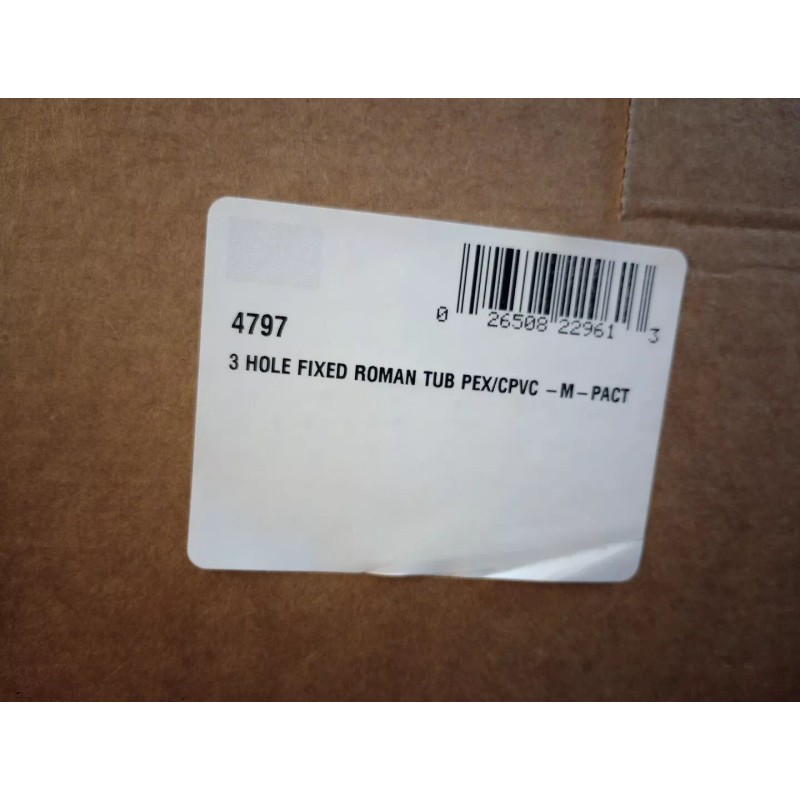 0 26508 22961 3
4797
3 HOLE FIXED ROMAN TUB PEX/CPVC –M–PACT